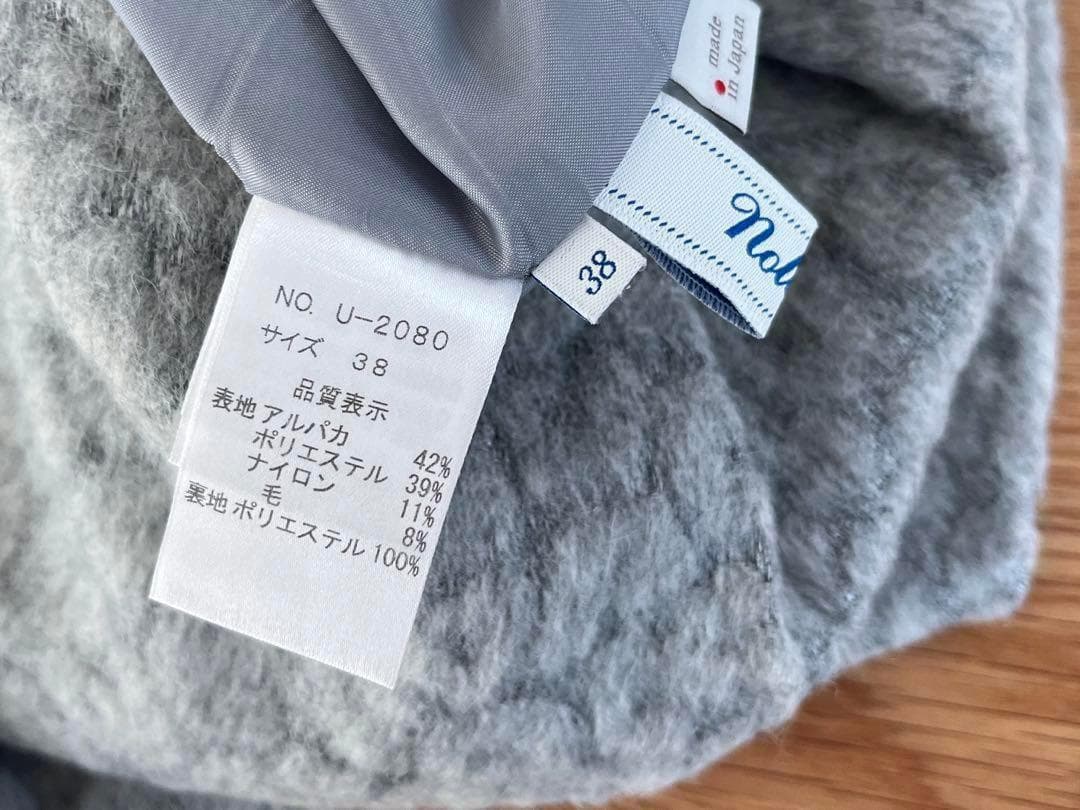 made
in Japan
38
NO. U-2080
サイズ 38
品質表示
表地 アルパカ 42%
ポリエステル 39%
ナイロン 11%
毛 8%
裏地 ポリエステル 100%